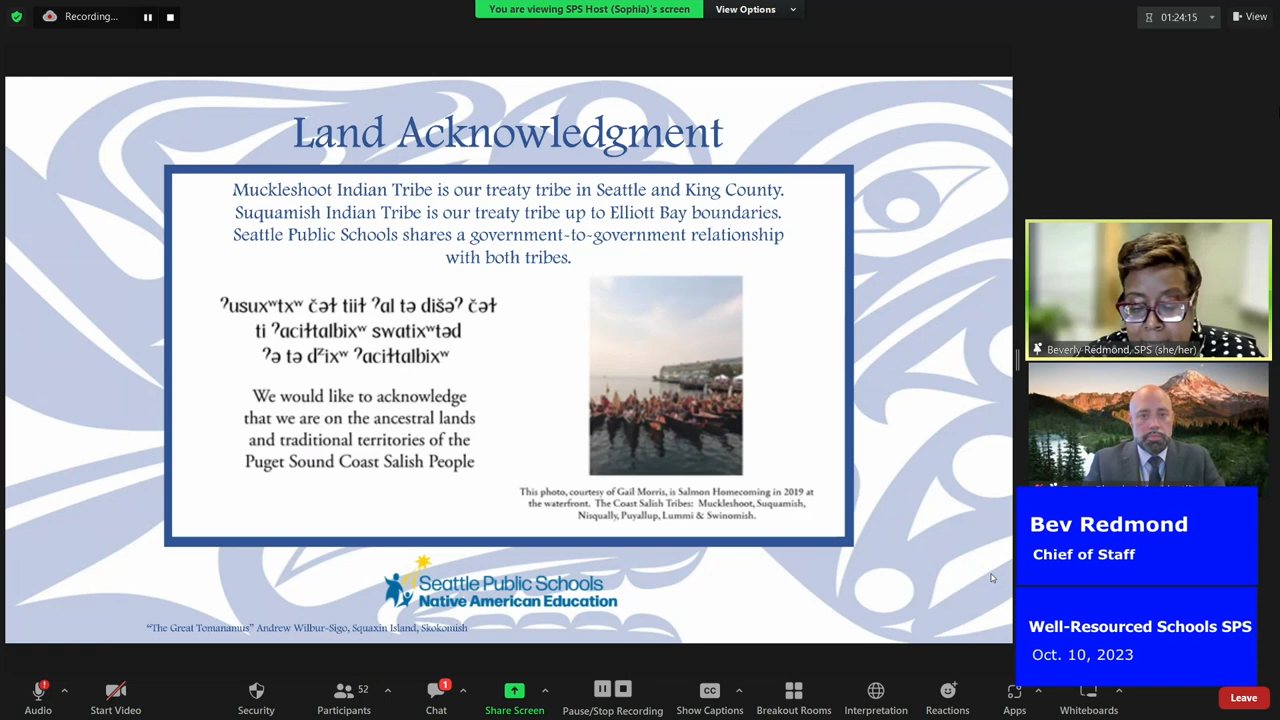 Recording...
You are viewing SPS Host (Sophia)'s screen
View Options
01:24:15
View
Land Acknowledgment
Muckleshoot Indian Tribe is our treaty tribe in Seattle and King County.
Suquamish Indian Tribe is our treaty tribe up to Elliott Bay boundaries.
Seattle Public Schools shares a government-to-government relationship
with both tribes.
ʔusuxʷtxʷ čəɫ tiiɫ ʔal tə dišəʔ čəɫ
ti ʔaciɫtalbixʷ swatixʷtəd
ʔə tə dᶻixʷ ʔaciɫtalbixʷ
We would like to acknowledge
that we are on the ancestral lands
and traditional territories of the
Puget Sound Coast Salish People
This photo, courtesy of Gail Morris, is Salmon Homecoming in 2019 at
the waterfront. The Coast Salish Tribes: Muckleshoot, Suquamish,
Nisqually, Puyallup, Lummi & Swinomish.
Seattle Public Schools
Native American Education
"The Great Tomanamus" Andrew Wilbur-Sigo, Squaxin Island, Skokomish
Beverly Redmond, SPS (she/her)
Bev Redmond
Chief of Staff
Well-Resourced Schools SPS
Oct. 10, 2023
Audio
Start Video
Security
Participants
52
Chat
1
Share Screen
Pause/Stop Recording
CC
Show Captions
Breakout Rooms
Interpretation
Reactions
Apps
Whiteboards
Leave